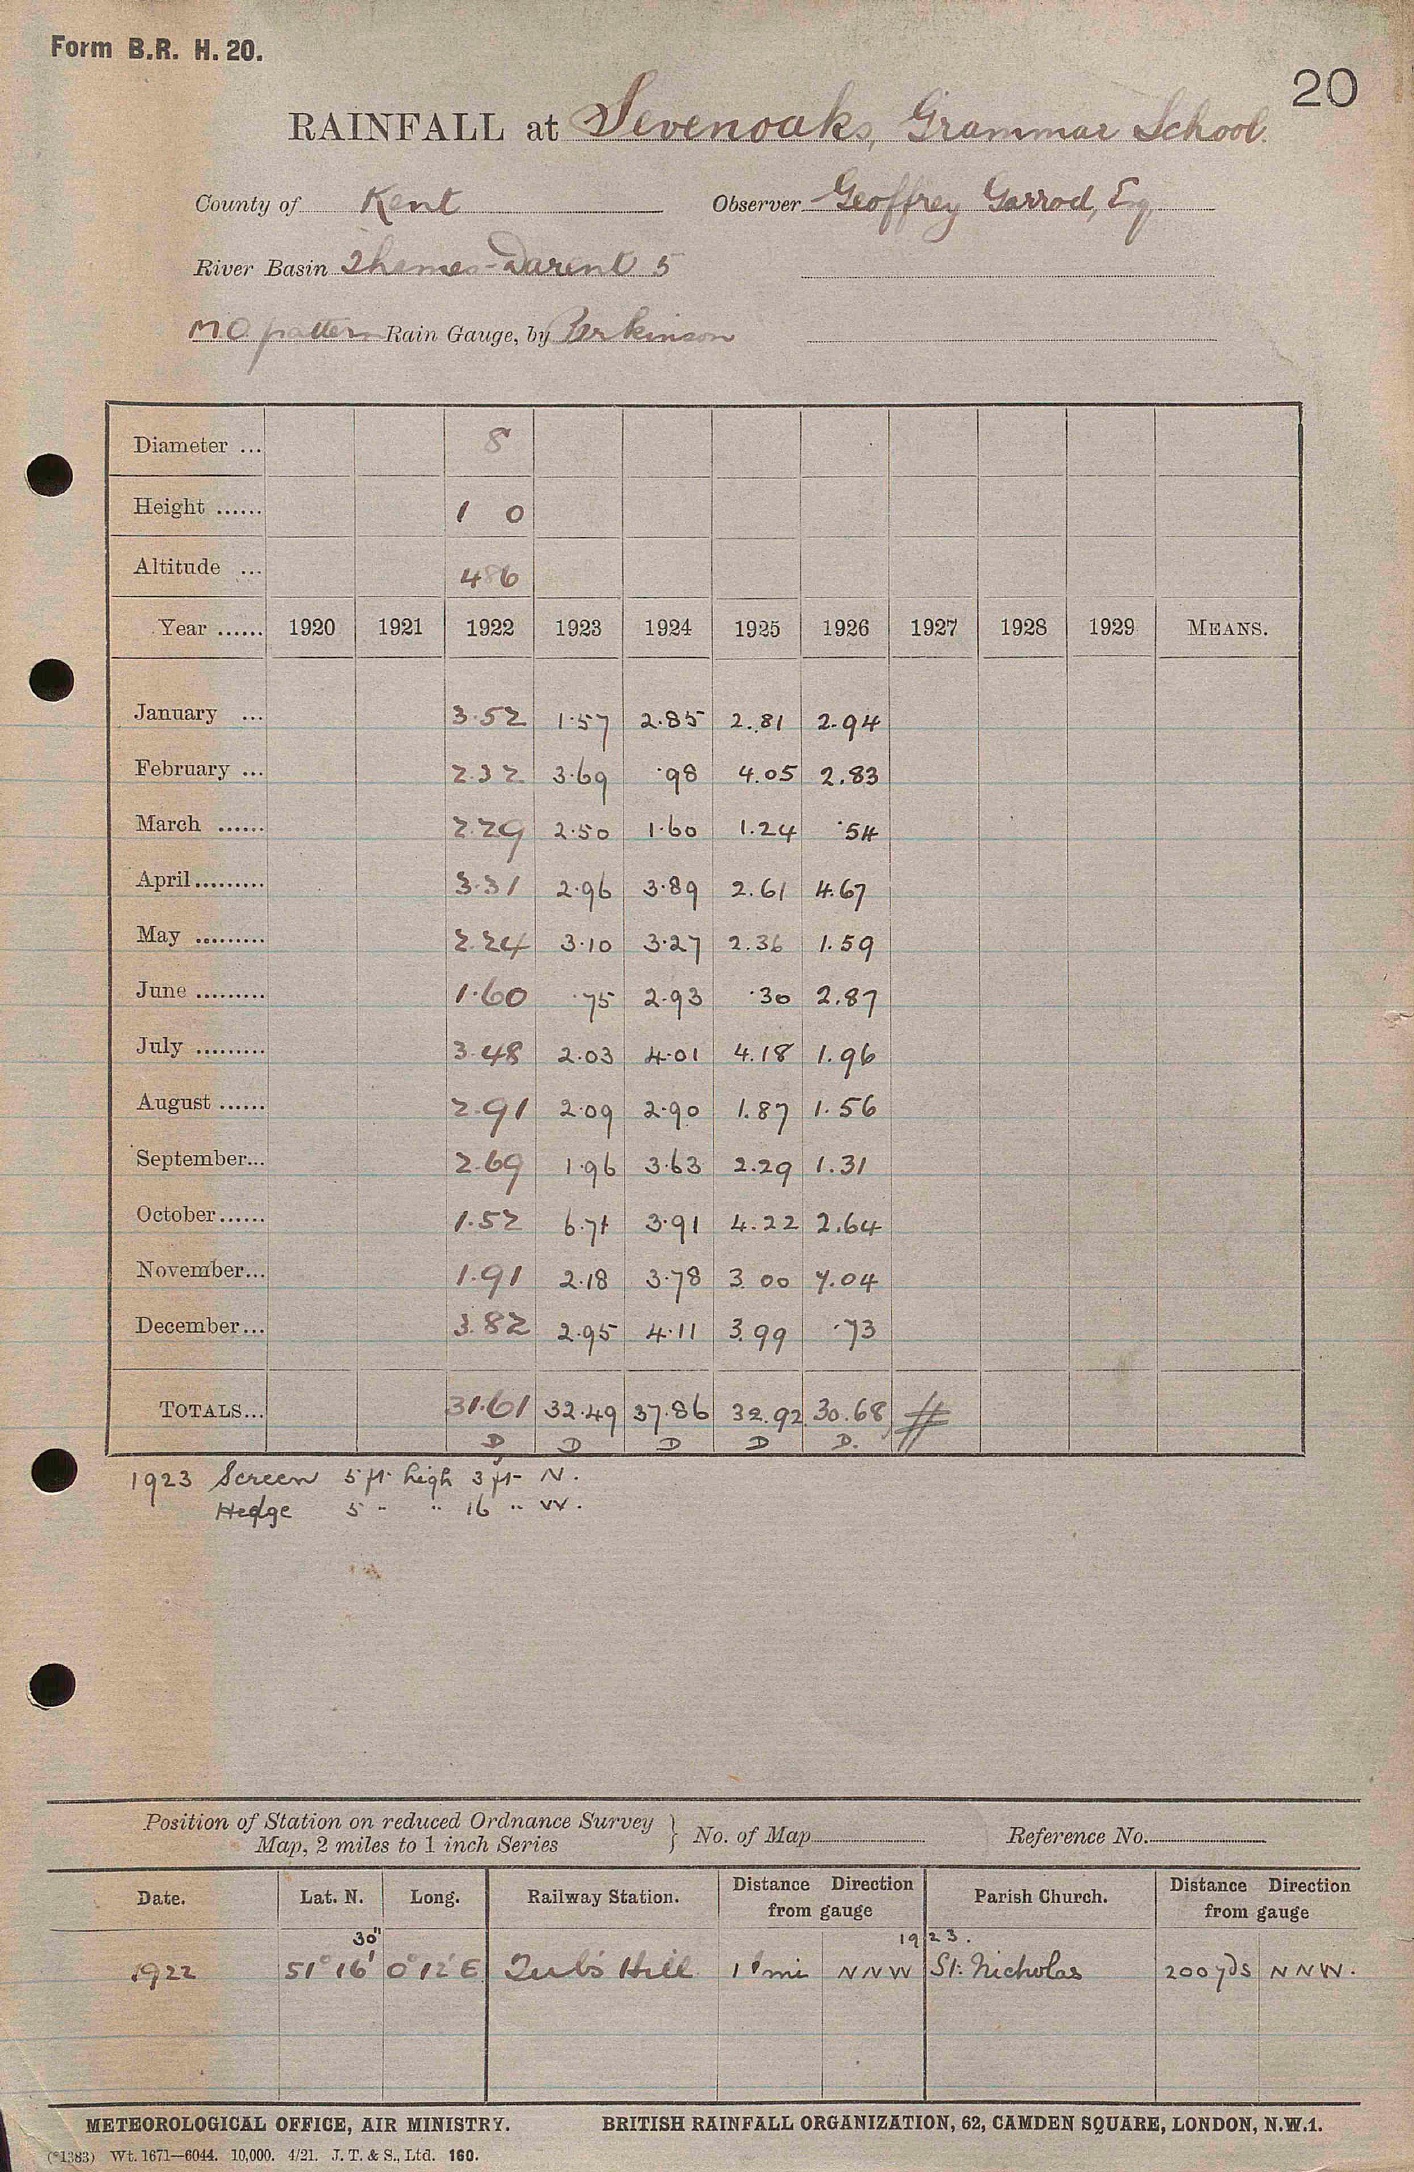 Form B.R. H. 20.
20
RAINFALL at Sevenoaks, Grammar School.
County of Kent Observer Geoffrey Garrod, Esq
River Basin Thames-Darent 5
MO pattern Rain Gauge, by Perkinson
Diameter ... 8
Height ...... 1 0
Altitude ... 486
Year ...... 1920 1921 1922 1923 1924 1925 1926 1927 1928 1929 MEANS.
January ... 3.52 1.57 2.85 2.81 2.94
February ... 2.32 3.69 .98 4.05 2.83
March ...... 2.29 2.50 1.60 1.24 .54
April......... 3.31 2.96 3.89 2.61 4.67
May ......... 2.24 3.10 3.27 2.36 1.59
June ......... 1.60 .75 2.93 .30 2.87
July ......... 3.48 2.03 4.01 4.18 1.96
August ...... 2.91 2.09 2.90 1.87 1.56
September... 2.69 1.96 3.63 2.29 1.31
October...... 1.52 6.71 3.91 4.22 2.64
November... 1.91 2.18 3.78 3 00 7.04
December... 3.82 2.95 4.11 3.99 .73
TOTALS... 31.61 32.49 37.86 32.92 30.68 #
D D D D D.
1923 Screen 5 ft. high 3 ft- N.
Hedge 5 " " 16 " W.
Position of Station on reduced Ordnance Survey
Map, 2 miles to 1 inch Series } No. of Map Reference No.
Date. Lat. N. Long. Railway Station. Distance Direction from gauge Parish Church. Distance Direction from gauge
30" 1923.
1922 51° 16' 0° 12' E Tub's Hill 1 mi NNW St. Nicholas 200 yds NNW.
METEOROLOGICAL OFFICE, AIR MINISTRY. BRITISH RAINFALL ORGANIZATION, 62, CAMDEN SQUARE, LONDON, N.W.1.
(*1383) Wt. 1671—6044. 10,000. 4/21. J. T. & S., Ltd. 160.